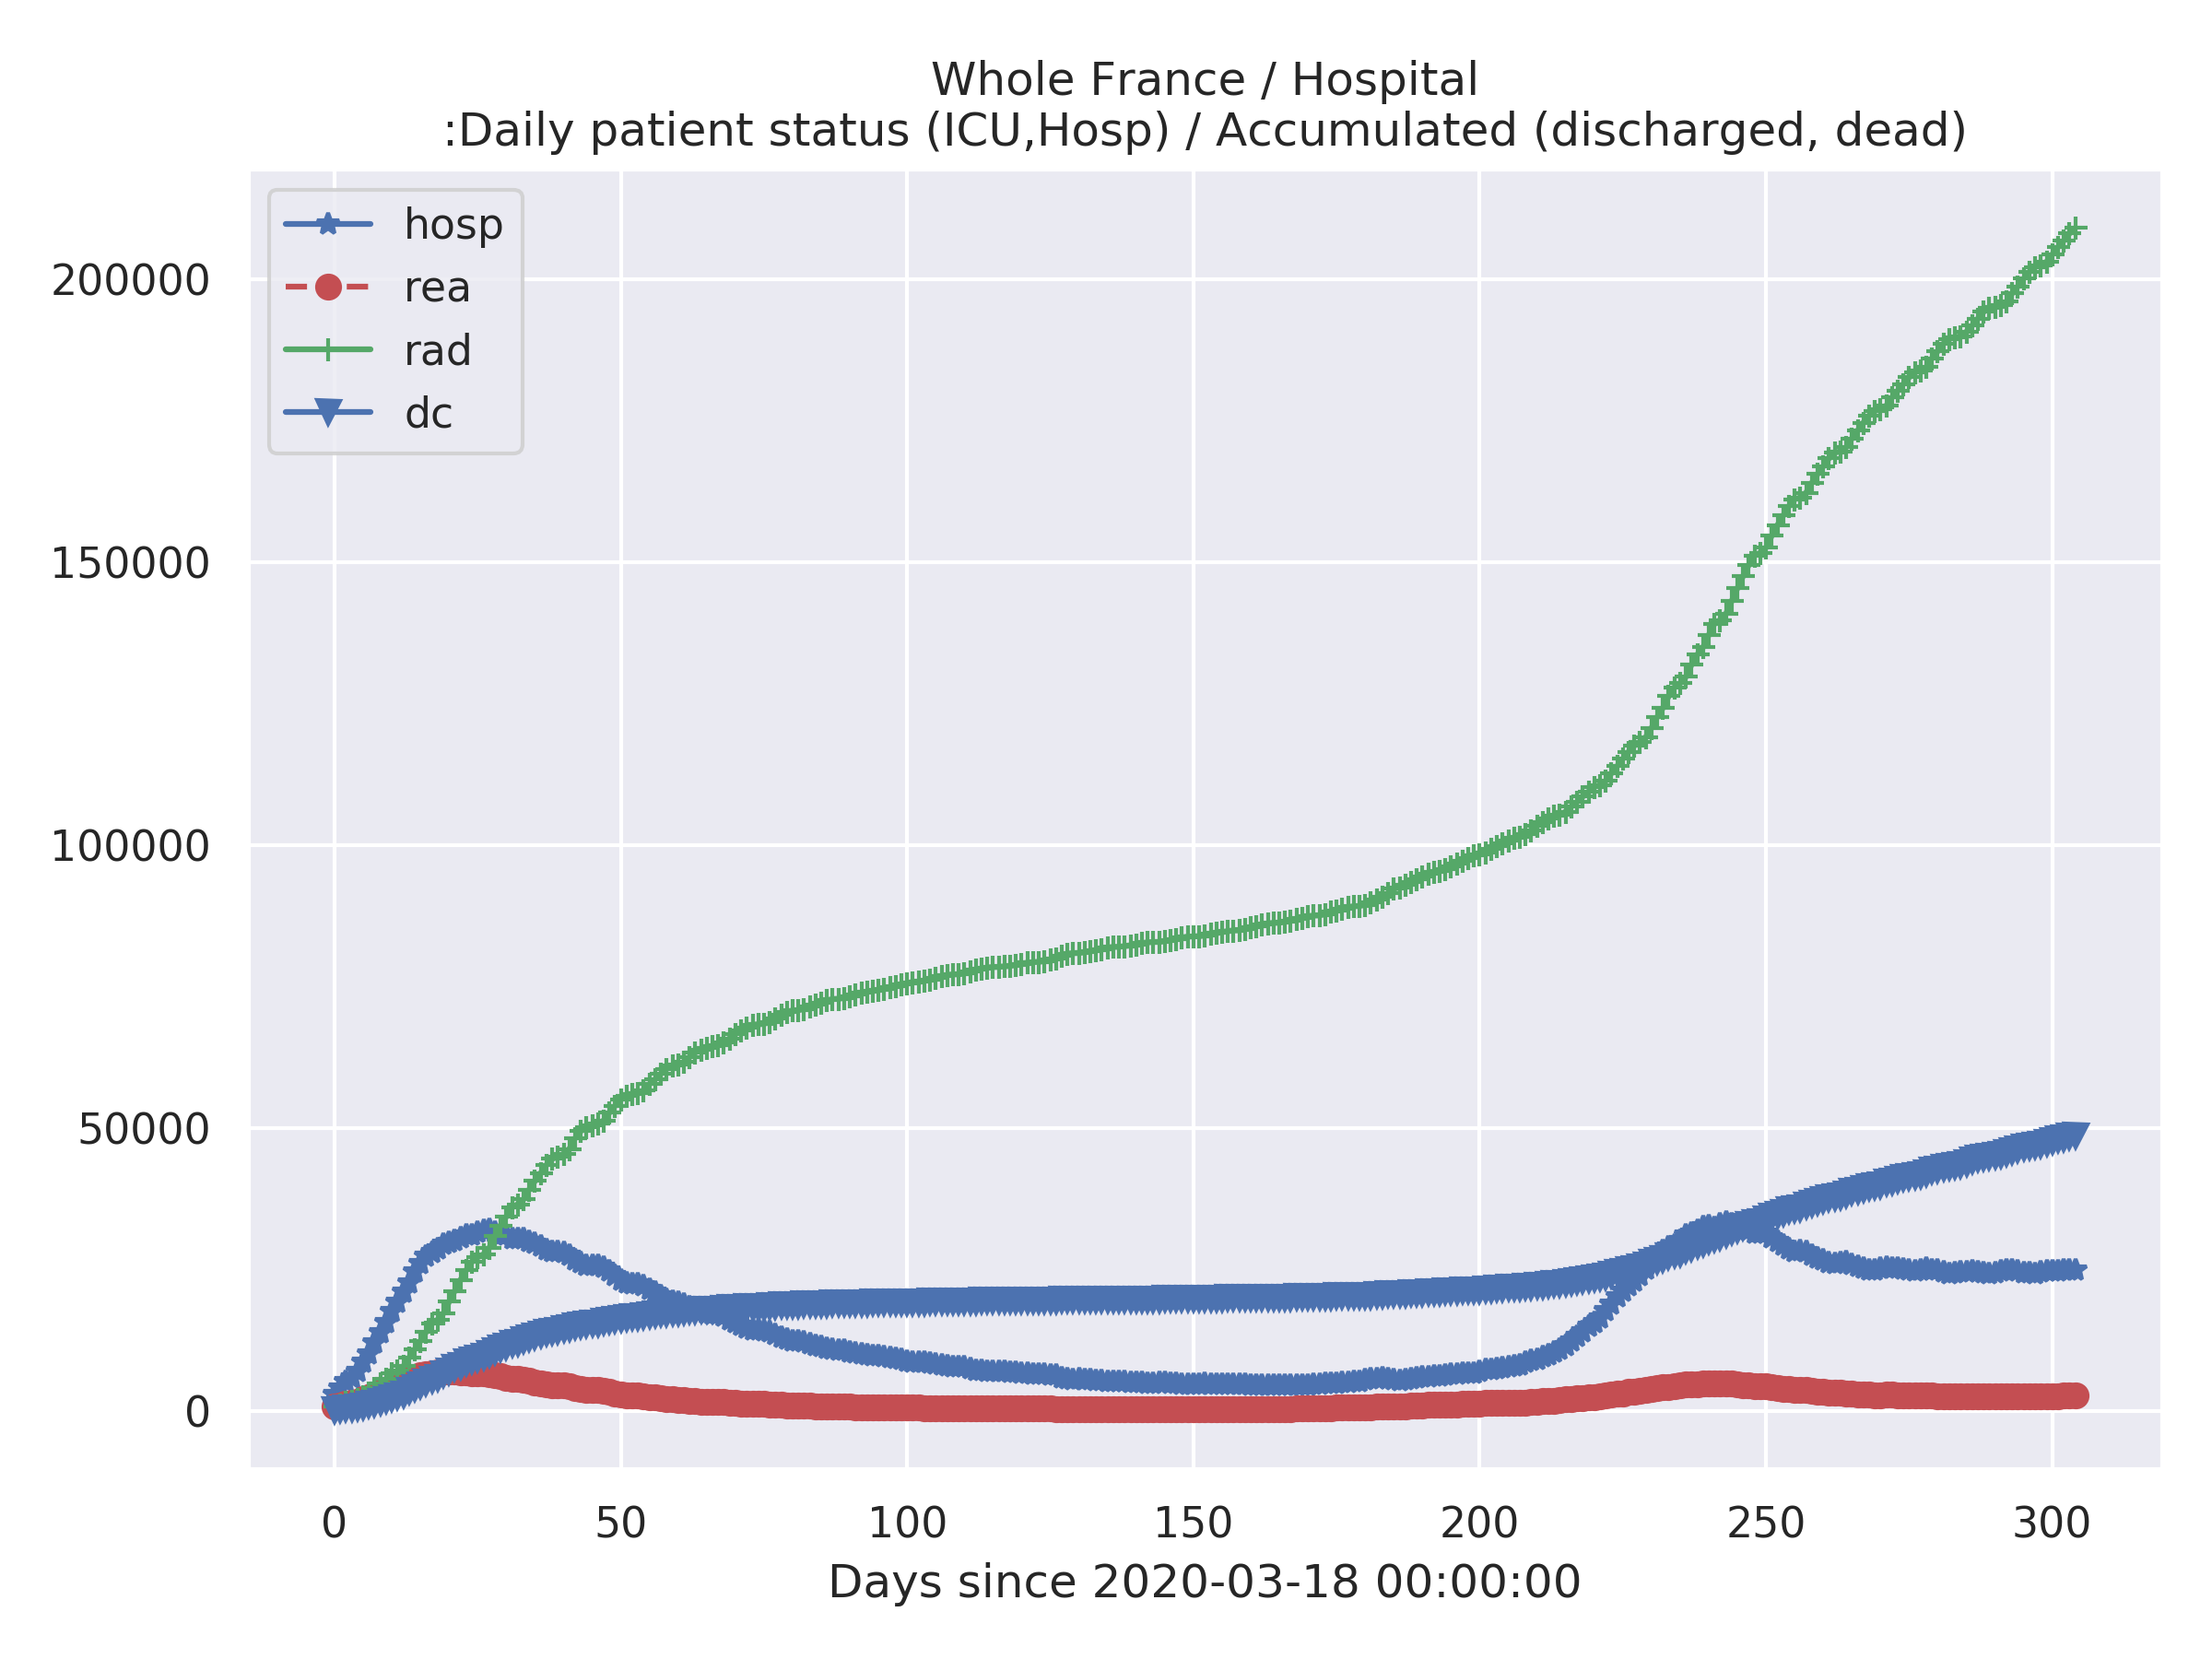 Whole France / Hospital
:Daily patient status (ICU,Hosp) / Accumulated (discharged, dead)
hosp
rea
rad
dc
200000
150000
100000
50000
0
0 50 100 150 200 250 300
Days since 2020-03-18 00:00:00